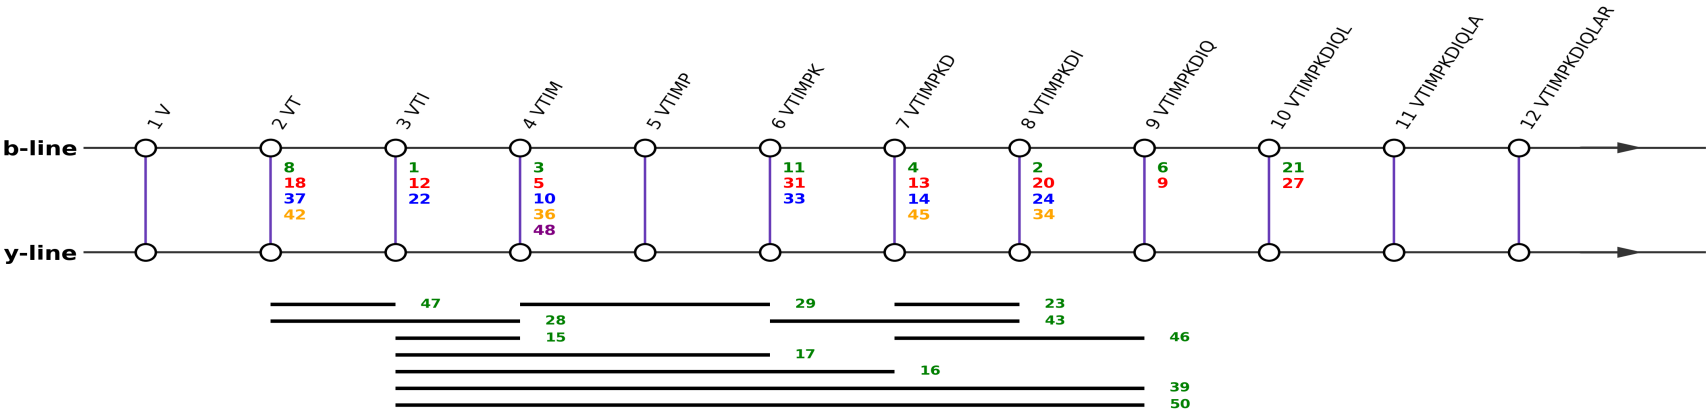 1 V
2 VT
3 VTI
4 VTIM
5 VTIMP
6 VTIMPK
7 VTIMPKD
8 VTIMPKDI
9 VTIMPKDIQ
10 VTIMPKDIQL
11 VTIMPKDIQLA
12 VTIMPKDIQLAR
b-line
8 1 3 11 4 2 6 21
18 12 5 31 13 20 9 27
37 22 10 33 14 24
42 36 45 34
48
y-line
47 29 23
28 43
15 46
17
16
39
50